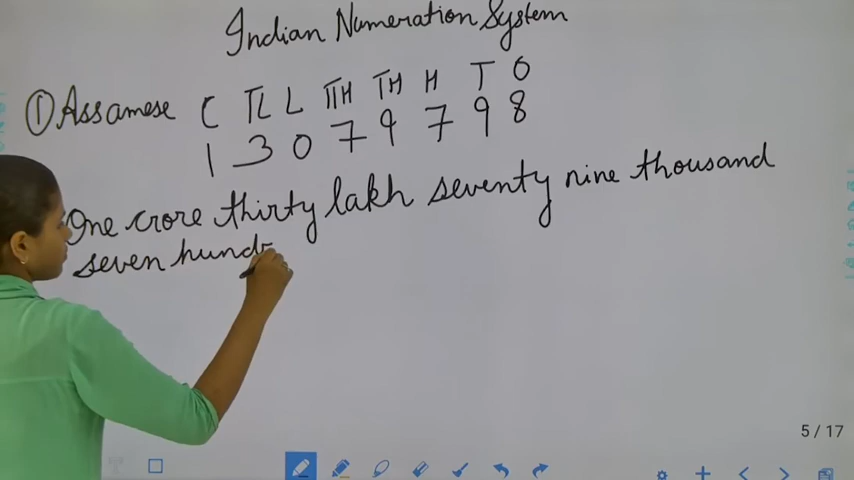 Indian Numeration System
① Assamese C TL L TTH TH H T O
1 3 0 7 9 7 9 8
One crore thirty lakh seventy nine thousand
seven hundr
5 / 17